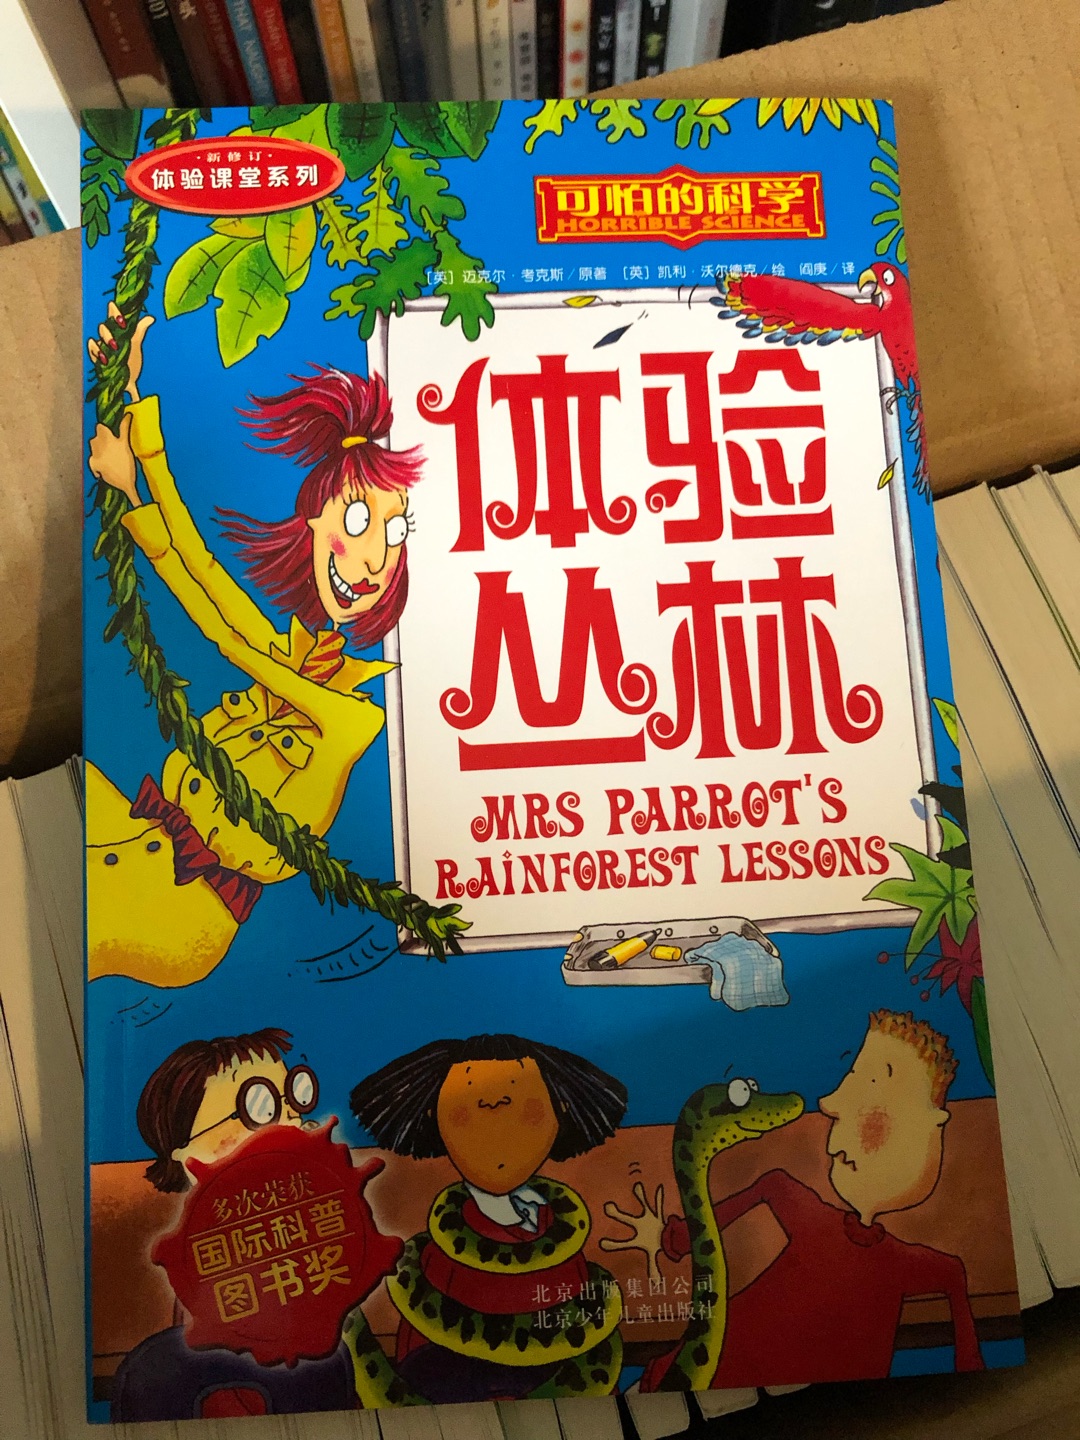 ·新修订·
体验课堂系列
可怕的科学
HORRIBLE SCIENCE
［英］迈克尔·考克斯／原著 ［英］凯利·沃尔德克／绘 阎庚／译
体验
丛林
MRS PARROT'S
RAINFOREST LESSONS
多次荣获
国际科普
图书奖
北京出版集团公司
北京少年儿童出版社